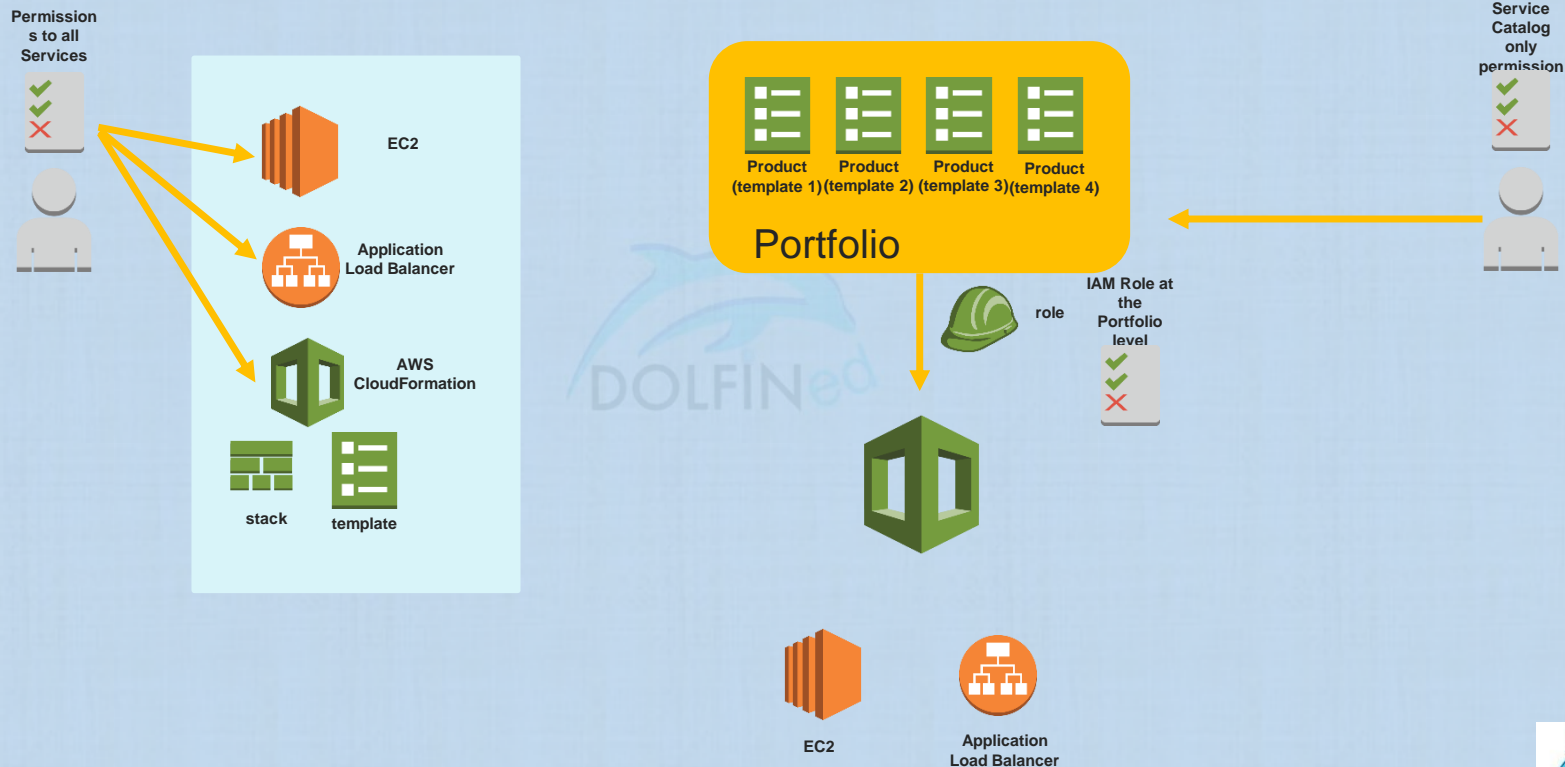 Permission
s to all
Services
EC2
Application
Load Balancer
AWS
CloudFormation
stack
template
Product
(template 1)
Product
(template 2)
Product
(template 3)
Product
(template 4)
Portfolio
role
IAM Role at
the
Portfolio
level
Service
Catalog
only
permission
DOLFINed
EC2
Application
Load Balancer